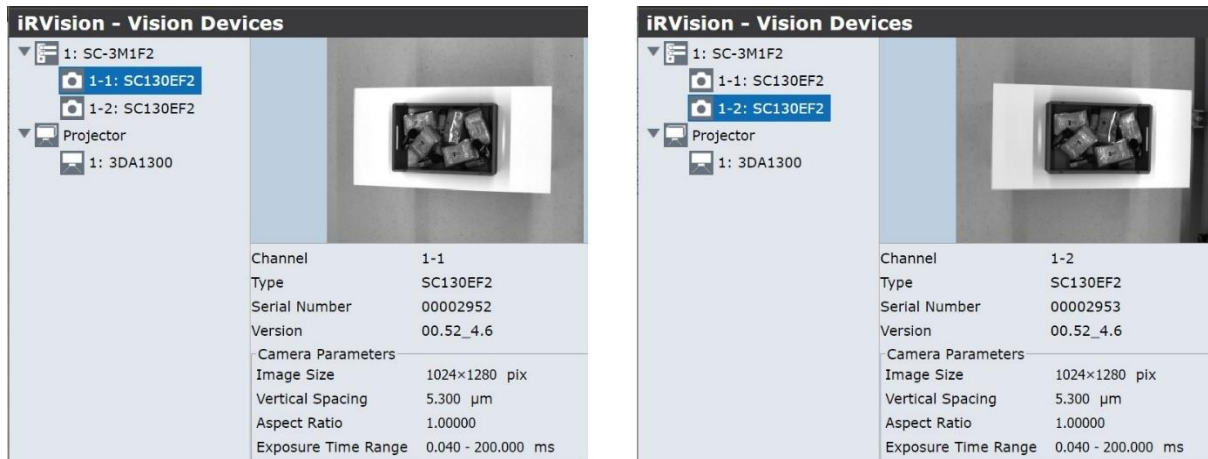 iRVision - Vision Devices
1: SC-3M1F2
1-1: SC130EF2
1-2: SC130EF2
Projector
1: 3DA1300
Channel 1-1
Type SC130EF2
Serial Number 00002952
Version 00.52_4.6
Camera Parameters
Image Size 1024×1280 pix
Vertical Spacing 5.300 μm
Aspect Ratio 1.00000
Exposure Time Range 0.040 - 200.000 ms
iRVision - Vision Devices
1: SC-3M1F2
1-1: SC130EF2
1-2: SC130EF2
Projector
1: 3DA1300
Channel 1-2
Type SC130EF2
Serial Number 00002953
Version 00.52_4.6
Camera Parameters
Image Size 1024×1280 pix
Vertical Spacing 5.300 μm
Aspect Ratio 1.00000
Exposure Time Range 0.040 - 200.000 ms